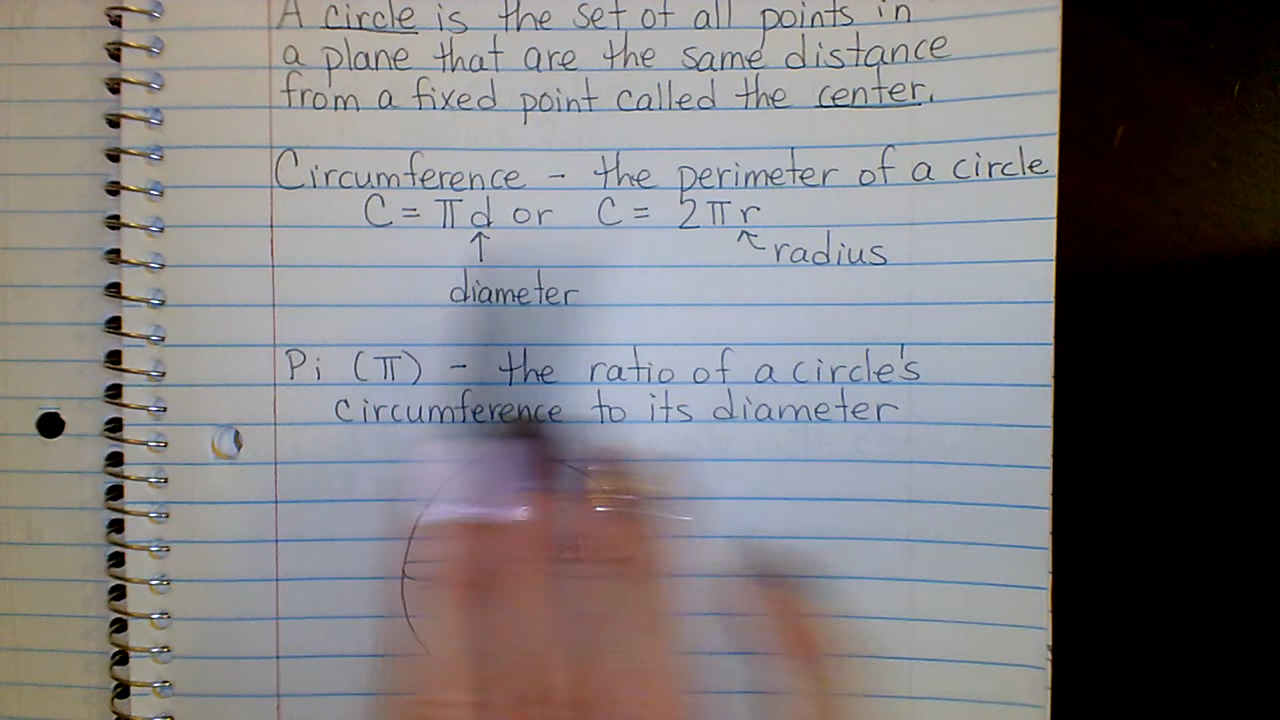 A circle is the set of all points in
a plane that are the same distance
from a fixed point called the center.
Circumference - the perimeter of a circle
C = πd or C = 2πr
↑ ↖ radius
diameter
Pi (π) - the ratio of a circle's
circumference to its diameter